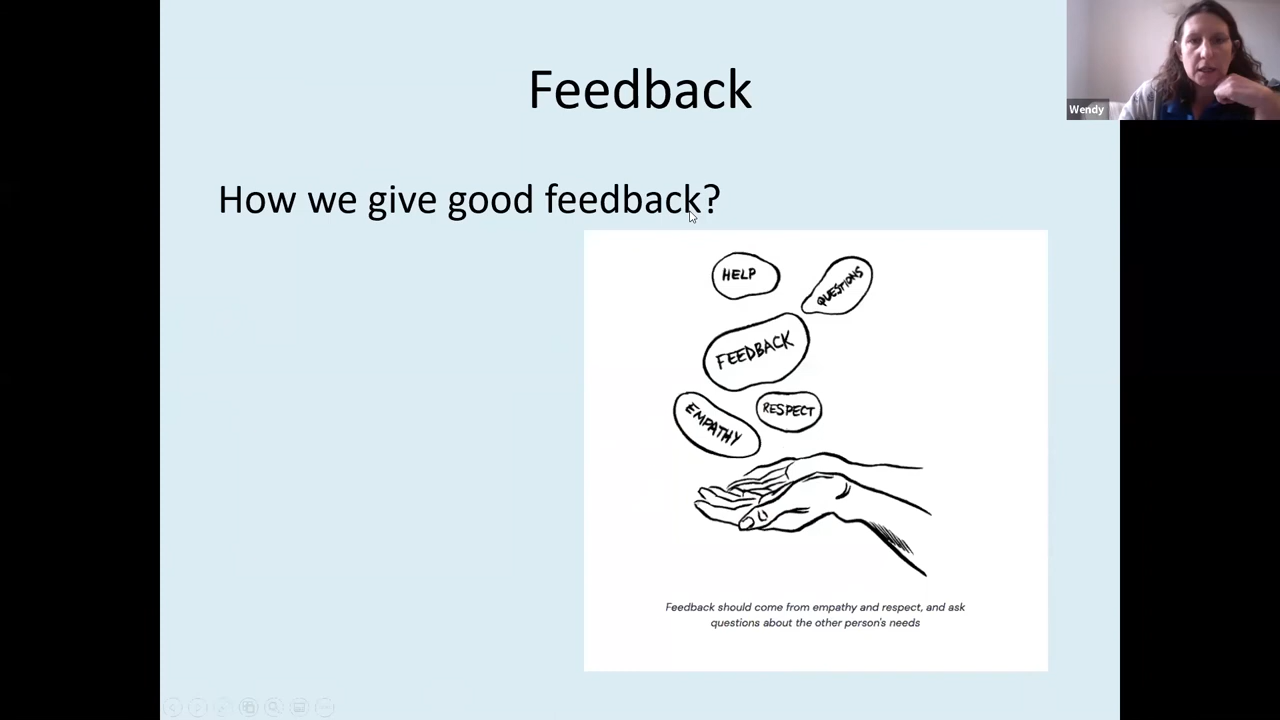 Feedback
Wendy
How we give good feedback?
HELP
QUESTIONS
FEEDBACK
EMPATHY
RESPECT
Feedback should come from empathy and respect, and ask
questions about the other person's needs